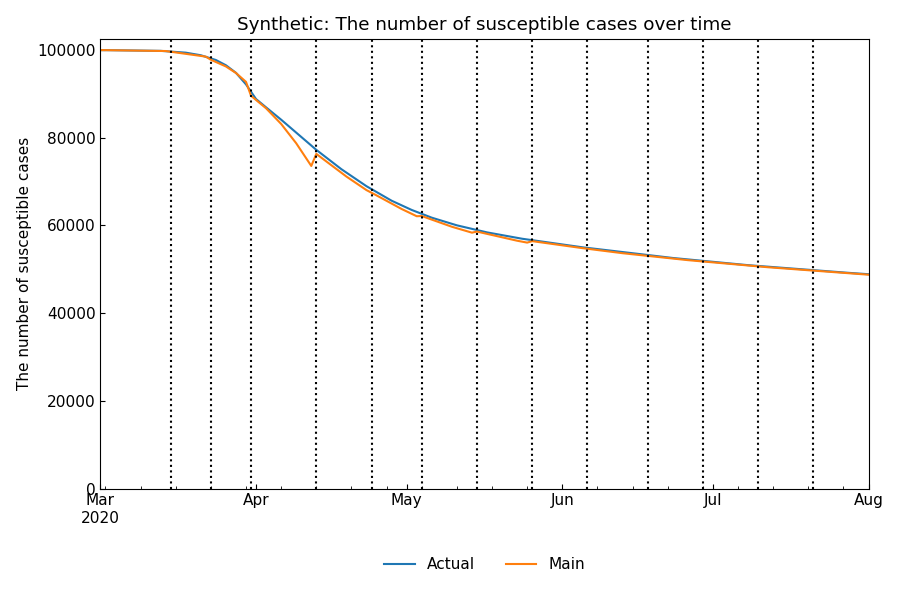 Synthetic: The number of susceptible cases over time
The number of susceptible cases
100000
80000
60000
40000
20000
0
Mar
2020
Apr
May
Jun
Jul
Aug
Actual
Main